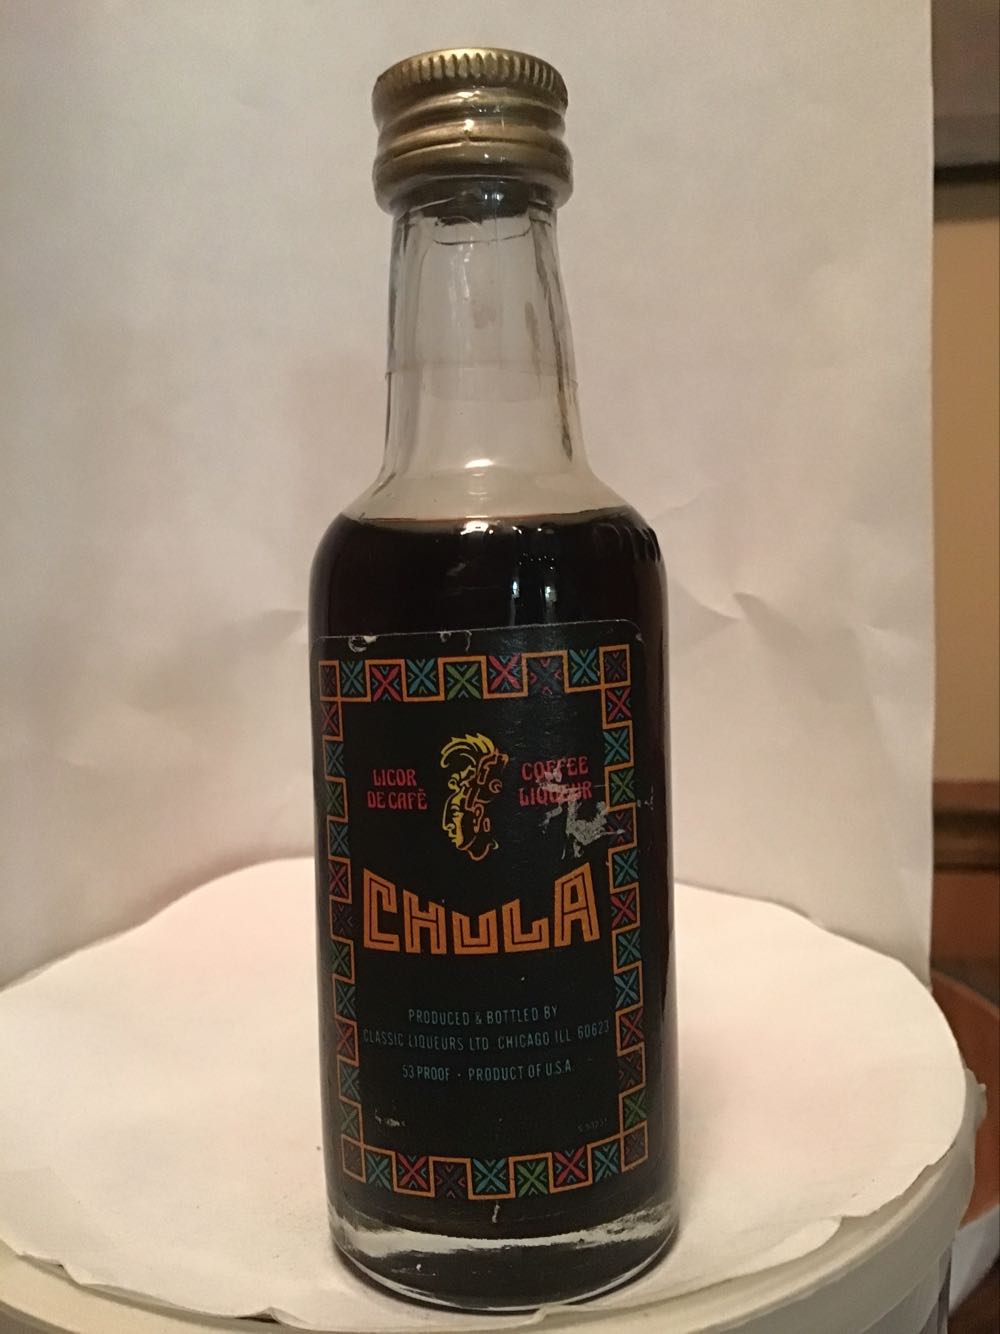 LICOR
DE CAFÉ
COFFEE
LIQUEUR
CHULA
PRODUCED & BOTTLED BY
CLASSIC LIQUEURS LTD. CHICAGO ILL 60623
53 PROOF · PRODUCT OF U.S.A.